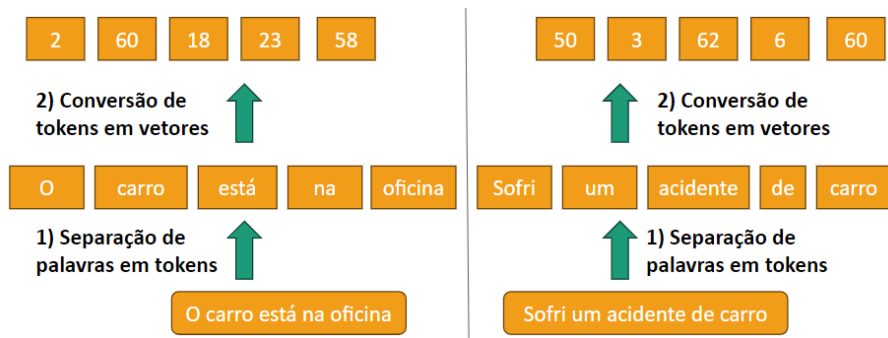 2 60 18 23 58
2) Conversão de
tokens em vetores
O carro está na oficina
1) Separação de
palavras em tokens
O carro está na oficina
50 3 62 6 60
2) Conversão de
tokens em vetores
Sofri um acidente de carro
1) Separação de
palavras em tokens
Sofri um acidente de carro